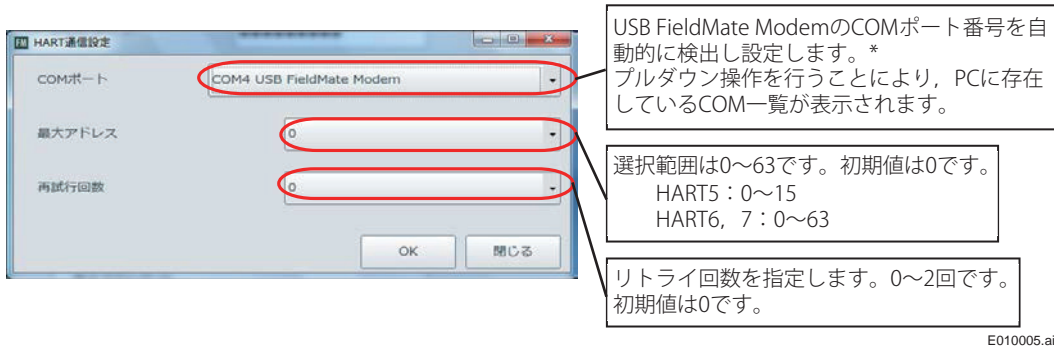 HART通信設定
COMポート
COM4 USB FieldMate Modem
最大アドレス
0
再試行回数
0
OK
閉じる
USB FieldMate ModemのCOMポート番号を自
動的に検出し設定します。*
プルダウン操作を行うことにより，PCに存在
しているCOM一覧が表示されます。
選択範囲は0〜63です。初期値は0です。
HART5：0〜15
HART6，7：0〜63
リトライ回数を指定します。0〜2回です。
初期値は0です。
E010005.ai